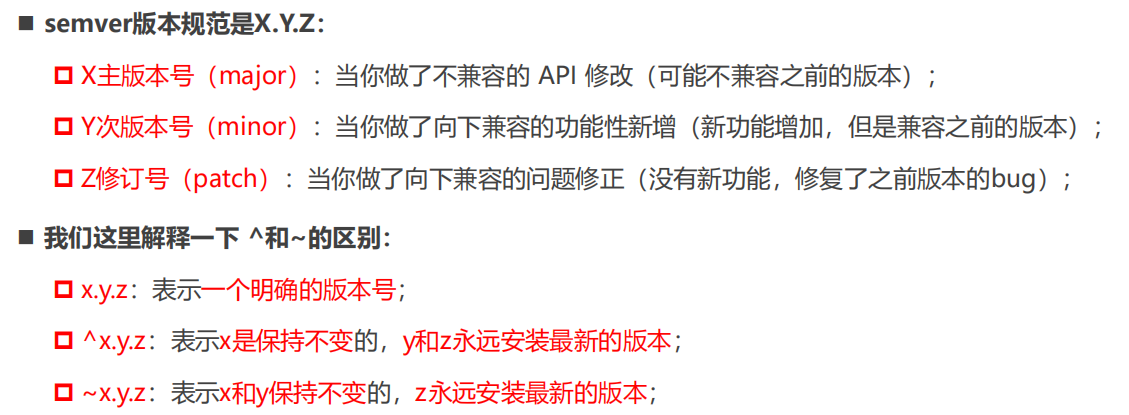 ■ semver版本规范是X.Y.Z：
X主版本号（major）：当你做了不兼容的 API 修改（可能不兼容之前的版本）；
Y次版本号（minor）：当你做了向下兼容的功能性新增（新功能增加，但是兼容之前的版本）；
Z修订号（patch）：当你做了向下兼容的问题修正（没有新功能，修复了之前版本的bug）；
■ 我们这里解释一下 ^和~的区别：
x.y.z：表示一个明确的版本号；
^x.y.z：表示x是保持不变的，y和z永远安装最新的版本；
~x.y.z：表示x和y保持不变的，z永远安装最新的版本；